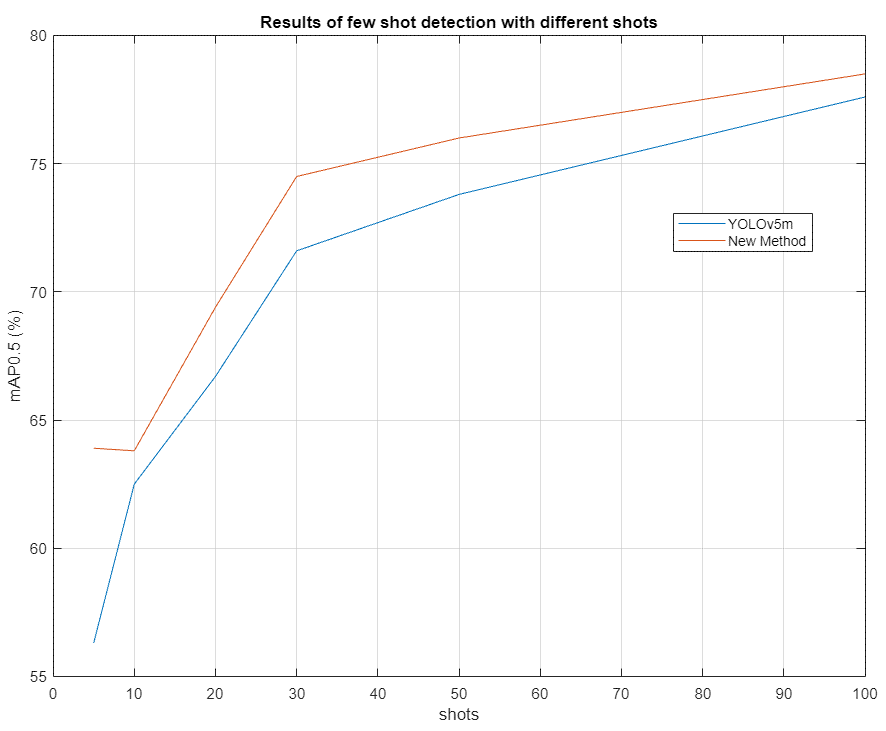 Results of few shot detection with different shots
80
75
70
65
60
55
mAP0.5 (%)
YOLOv5m
New Method
0 10 20 30 40 50 60 70 80 90 100
shots